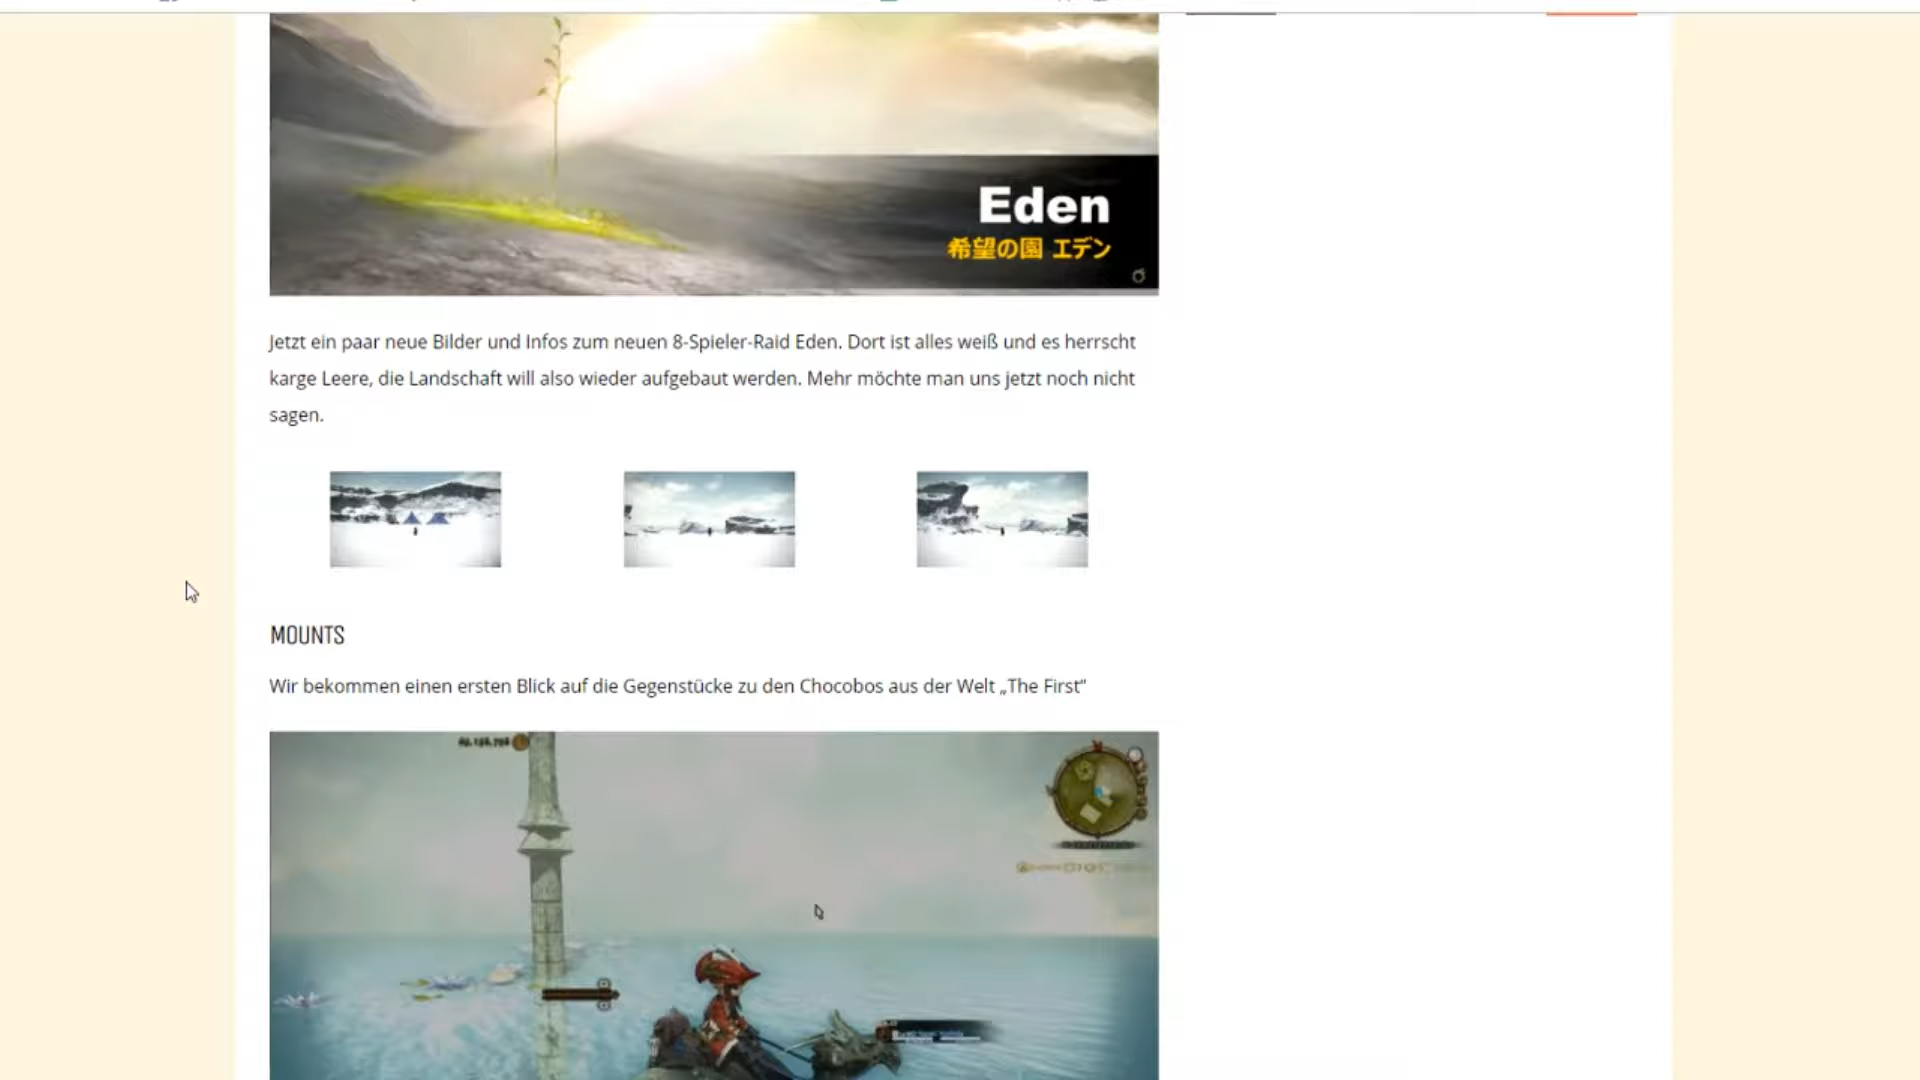 Eden
希望の園 エデン
Jetzt ein paar neue Bilder und Infos zum neuen 8-Spieler-Raid Eden. Dort ist alles weiß und es herrscht
karge Leere, die Landschaft will also wieder aufgebaut werden. Mehr möchte man uns jetzt noch nicht
sagen.
MOUNTS
Wir bekommen einen ersten Blick auf die Gegenstücke zu den Chocobos aus der Welt „The First“